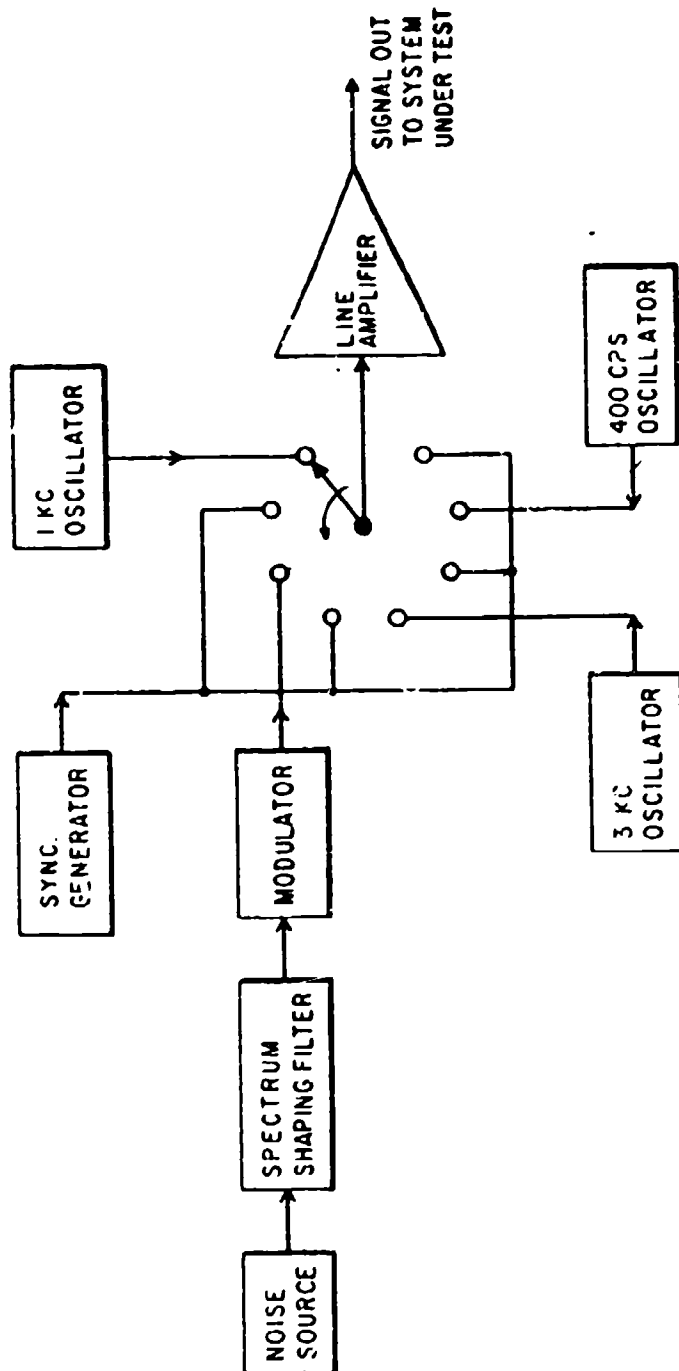 NOISE
SOURCE
SPECTRUM
SHAPING FILTER
MODULATOR
SYNC.
GENERATOR
1 KC
OSCILLATOR
3 KC
OSCILLATOR
400 CPS
OSCILLATOR
LINE
AMPLIFIER
SIGNAL OUT
TO SYSTEM
UNDER TEST